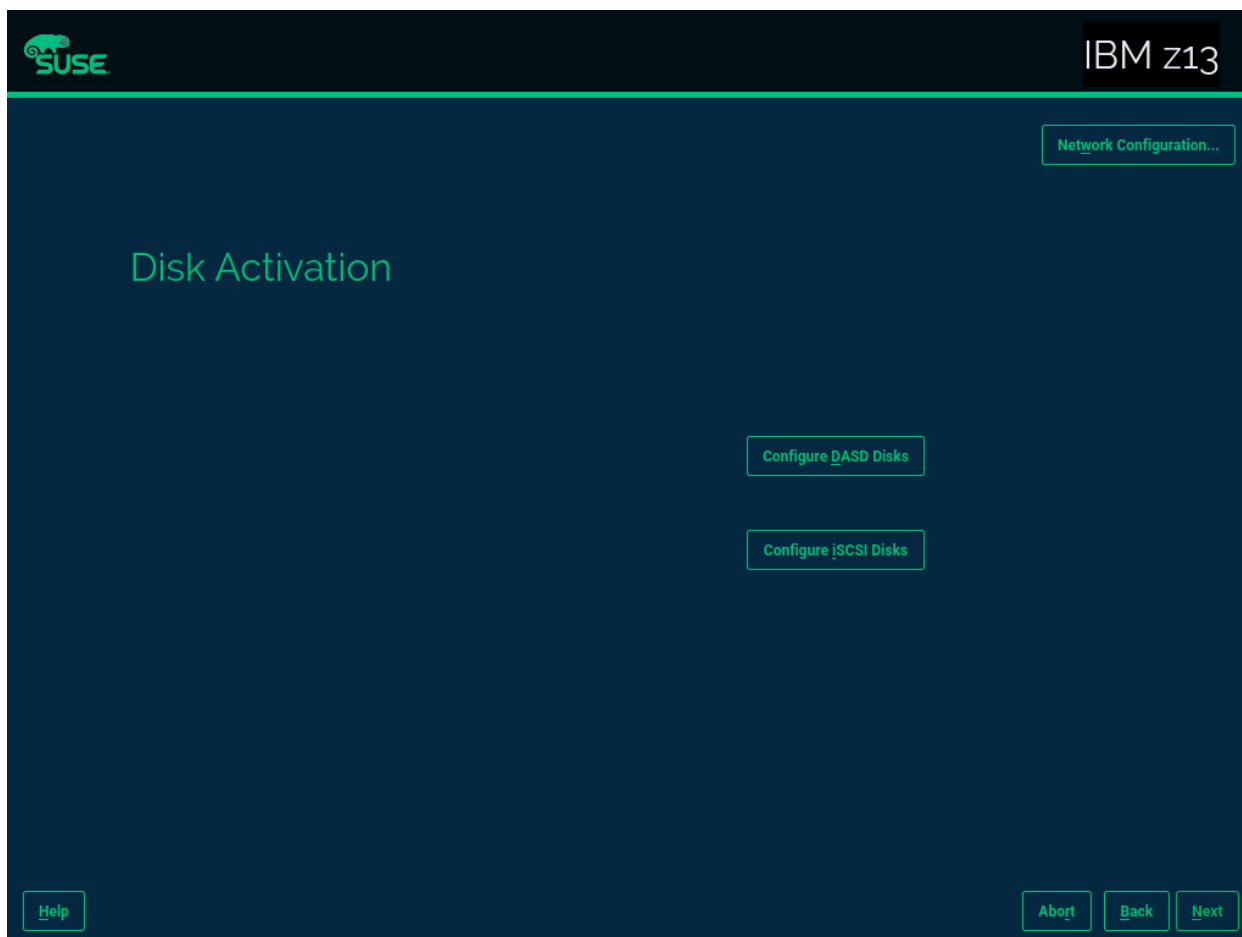 SUSE
IBM z13
Network Configuration...
Disk Activation
Configure DASD Disks
Configure iSCSI Disks
Help
Abort
Back
Next